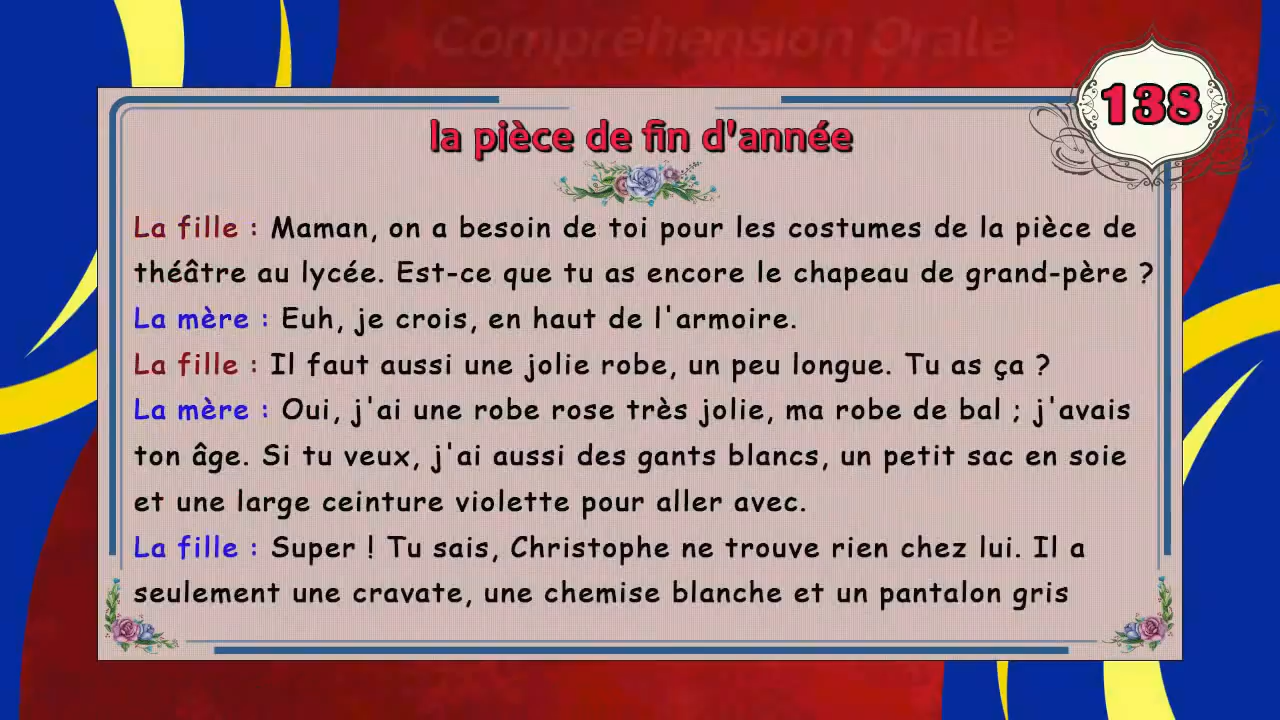 Compréhension Orale
138
la pièce de fin d'année
La fille : Maman, on a besoin de toi pour les costumes de la pièce de
théâtre au lycée. Est-ce que tu as encore le chapeau de grand-père ?
La mère : Euh, je crois, en haut de l'armoire.
La fille : Il faut aussi une jolie robe, un peu longue. Tu as ça ?
La mère : Oui, j'ai une robe rose très jolie, ma robe de bal ; j'avais
ton âge. Si tu veux, j'ai aussi des gants blancs, un petit sac en soie
et une large ceinture violette pour aller avec.
La fille : Super ! Tu sais, Christophe ne trouve rien chez lui. Il a
seulement une cravate, une chemise blanche et un pantalon gris